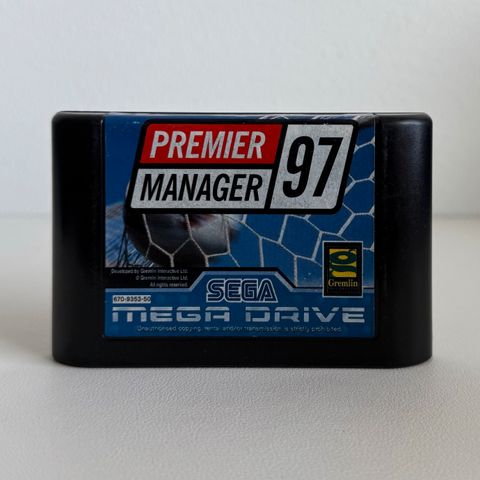 PREMIER
MANAGER 97
Developed by Gremlin Interactive Ltd.
© Gremlin Interactive Ltd.
All rights reserved.
Gremlin
SEGA
670-9353-50
MEGA DRIVE
Unauthorised copying, rental and/or transmission is strictly prohibited.